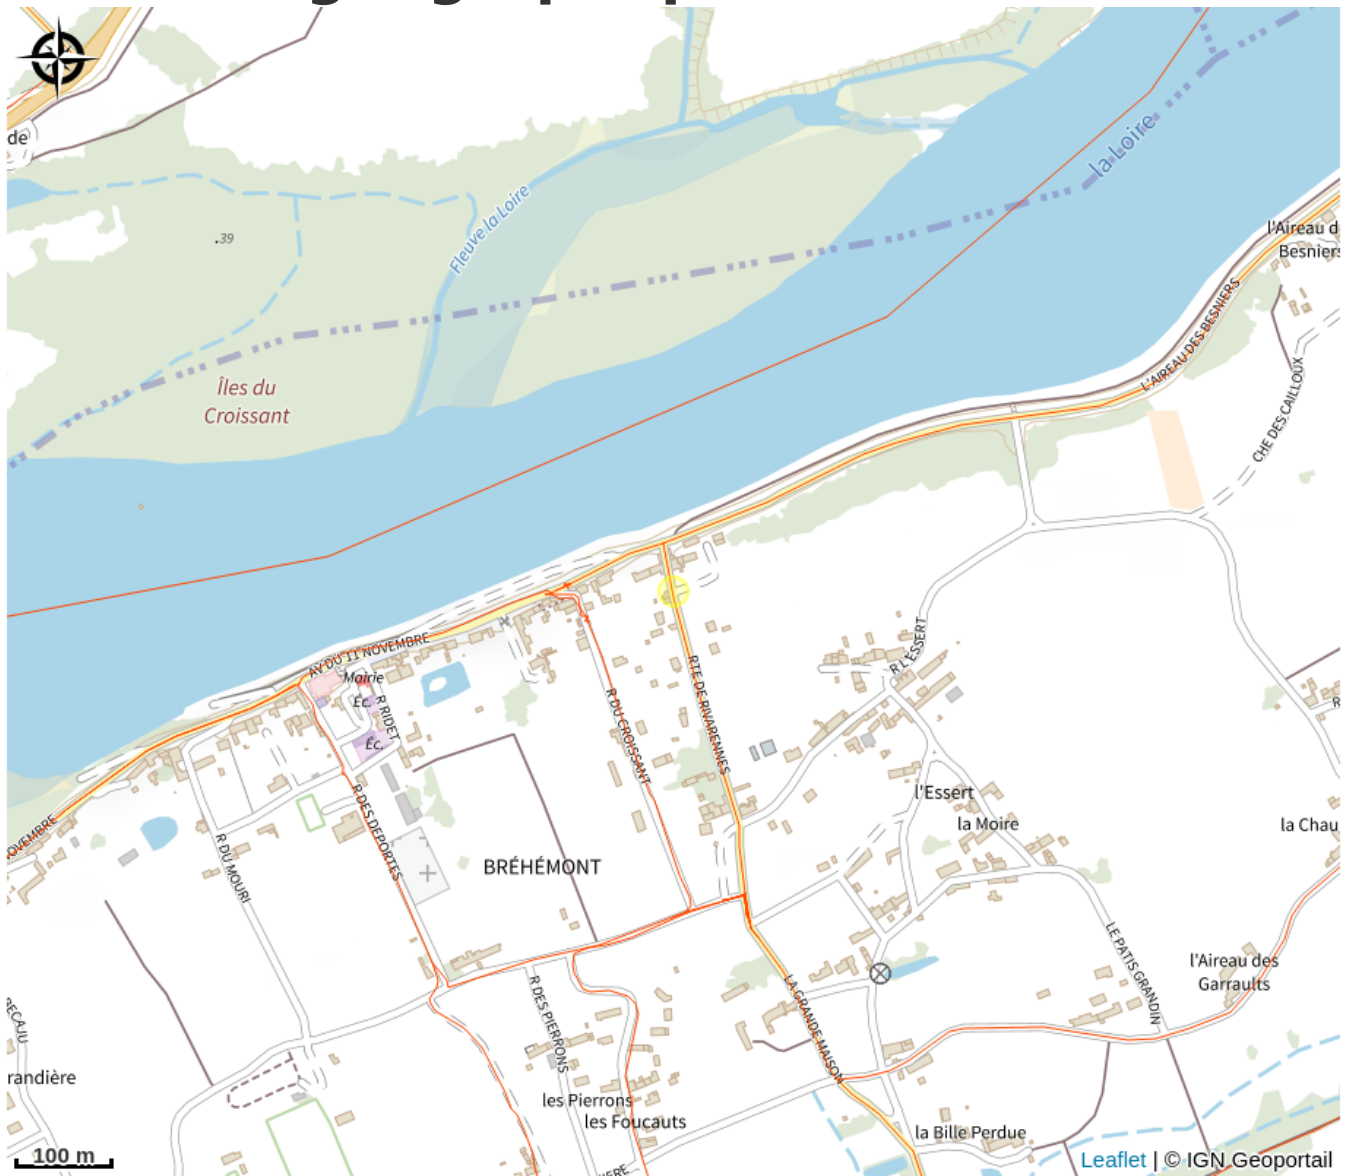 de
la Loire
Fleuve la Loire
.39
l'Aireau d
Besniers
L'AIREAU DES BESNIERS
Îles du
Croissant
CHE DES CAILLOUX
AV DU 11 NOVEMBRE
Mairie
Éc.
R RIDET
Éc.
R DU CROISSANT
RTE DE RIVARENNES
R L'ESSERT
OVEMBRE
R DU MOURI
R DES DEPORTES
l'Essert
la Moire
la Chau
BRÉHÉMONT
LE PATIS GRANDIN
l'Aireau des
Garraults
LA GRANDE MAISON
R DES PIERRONS
RECAJU
randière
les Pierrons
les Foucauts
la Bille Perdue
IERE
100 m
Leaflet | © IGN Geoportail